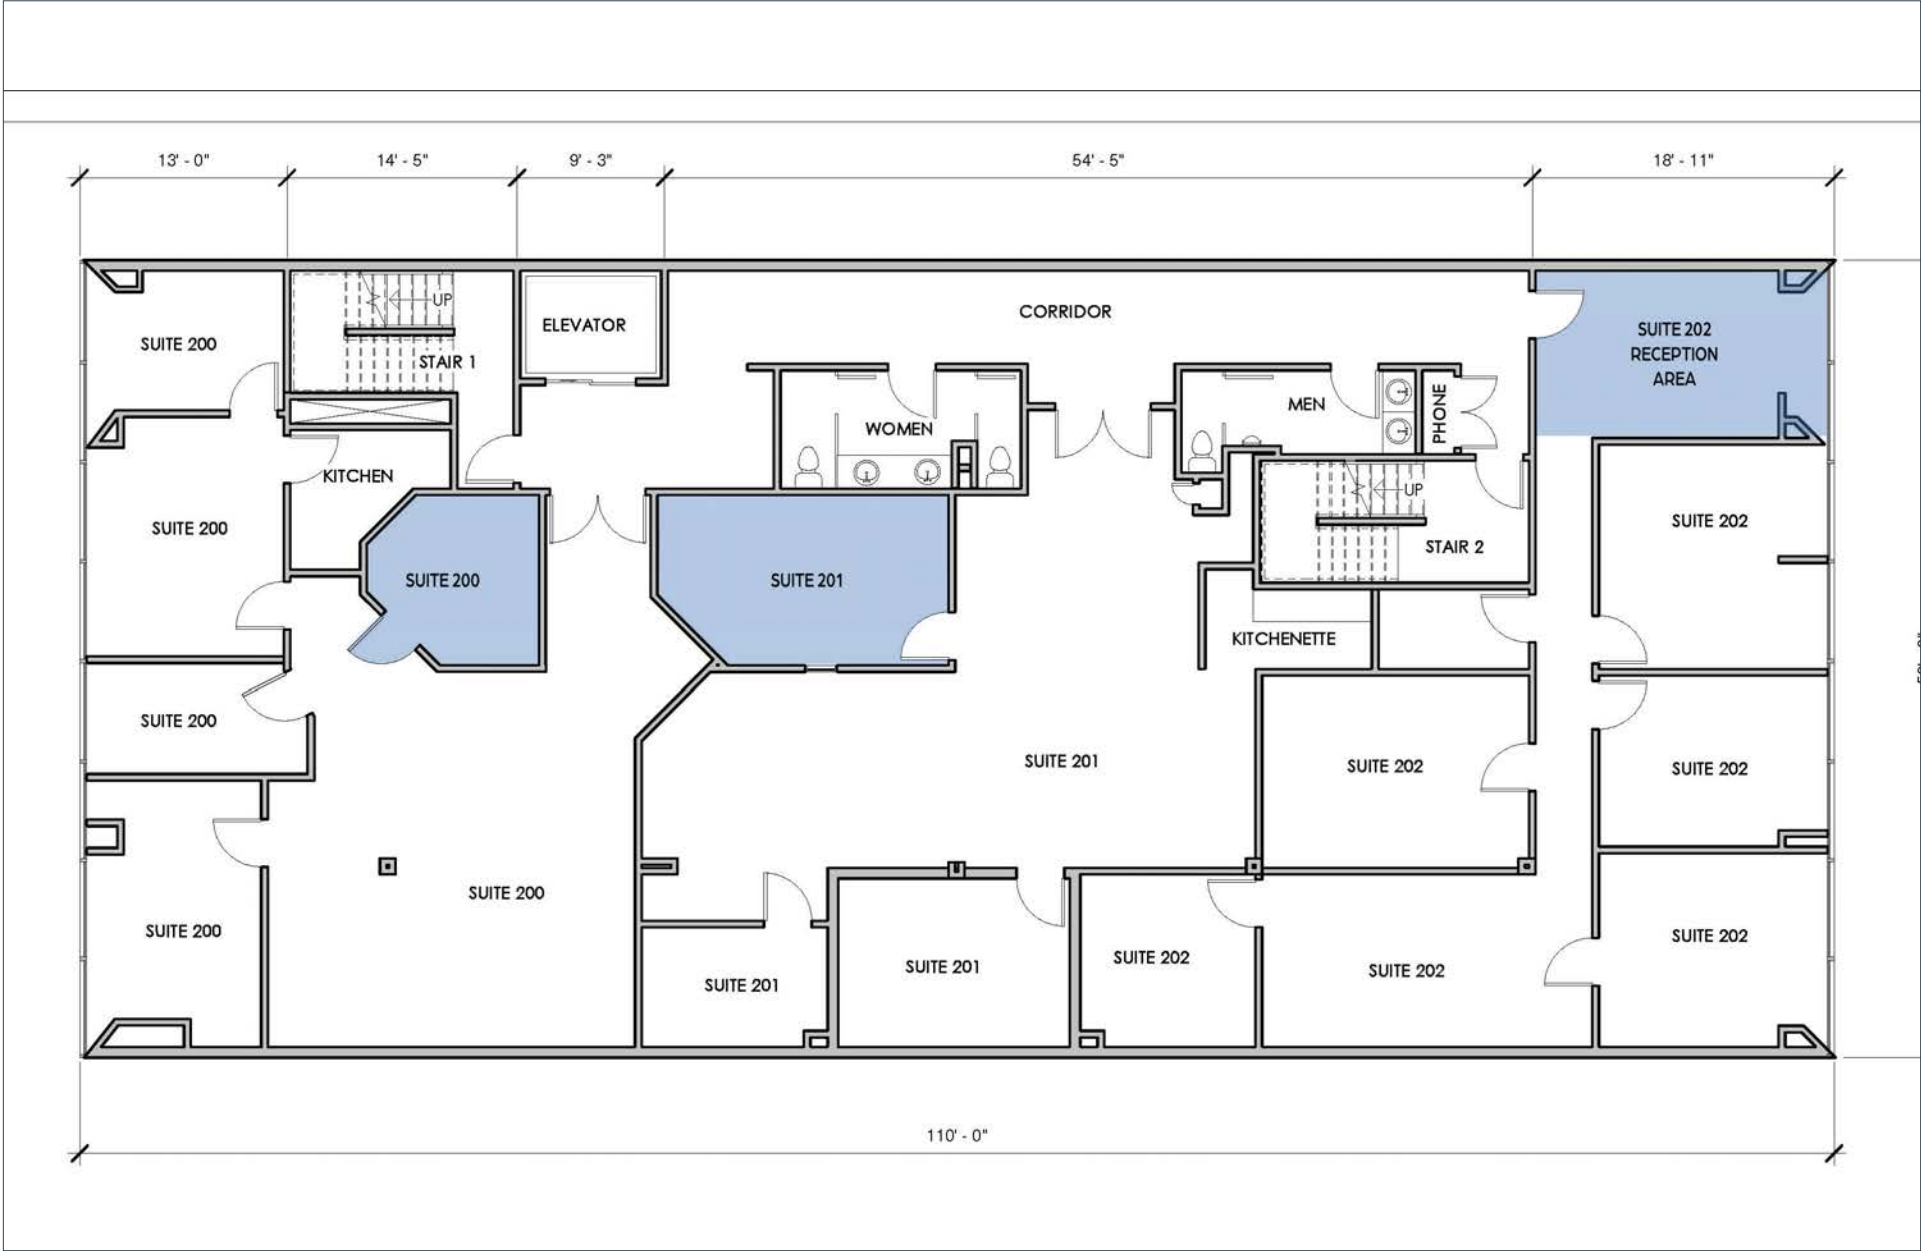 13' - 0"
14' - 5"
9' - 3"
54' - 5"
18' - 11"
SUITE 200
UP
STAIR 1
ELEVATOR
CORRIDOR
SUITE 202
RECEPTION
AREA
WOMEN
MEN
PHONE
KITCHEN
UP
SUITE 200
SUITE 200
SUITE 201
STAIR 2
SUITE 202
KITCHENETTE
SUITE 200
SUITE 201
SUITE 202
SUITE 202
SUITE 200
SUITE 200
SUITE 201
SUITE 201
SUITE 202
SUITE 202
SUITE 202
110' - 0"